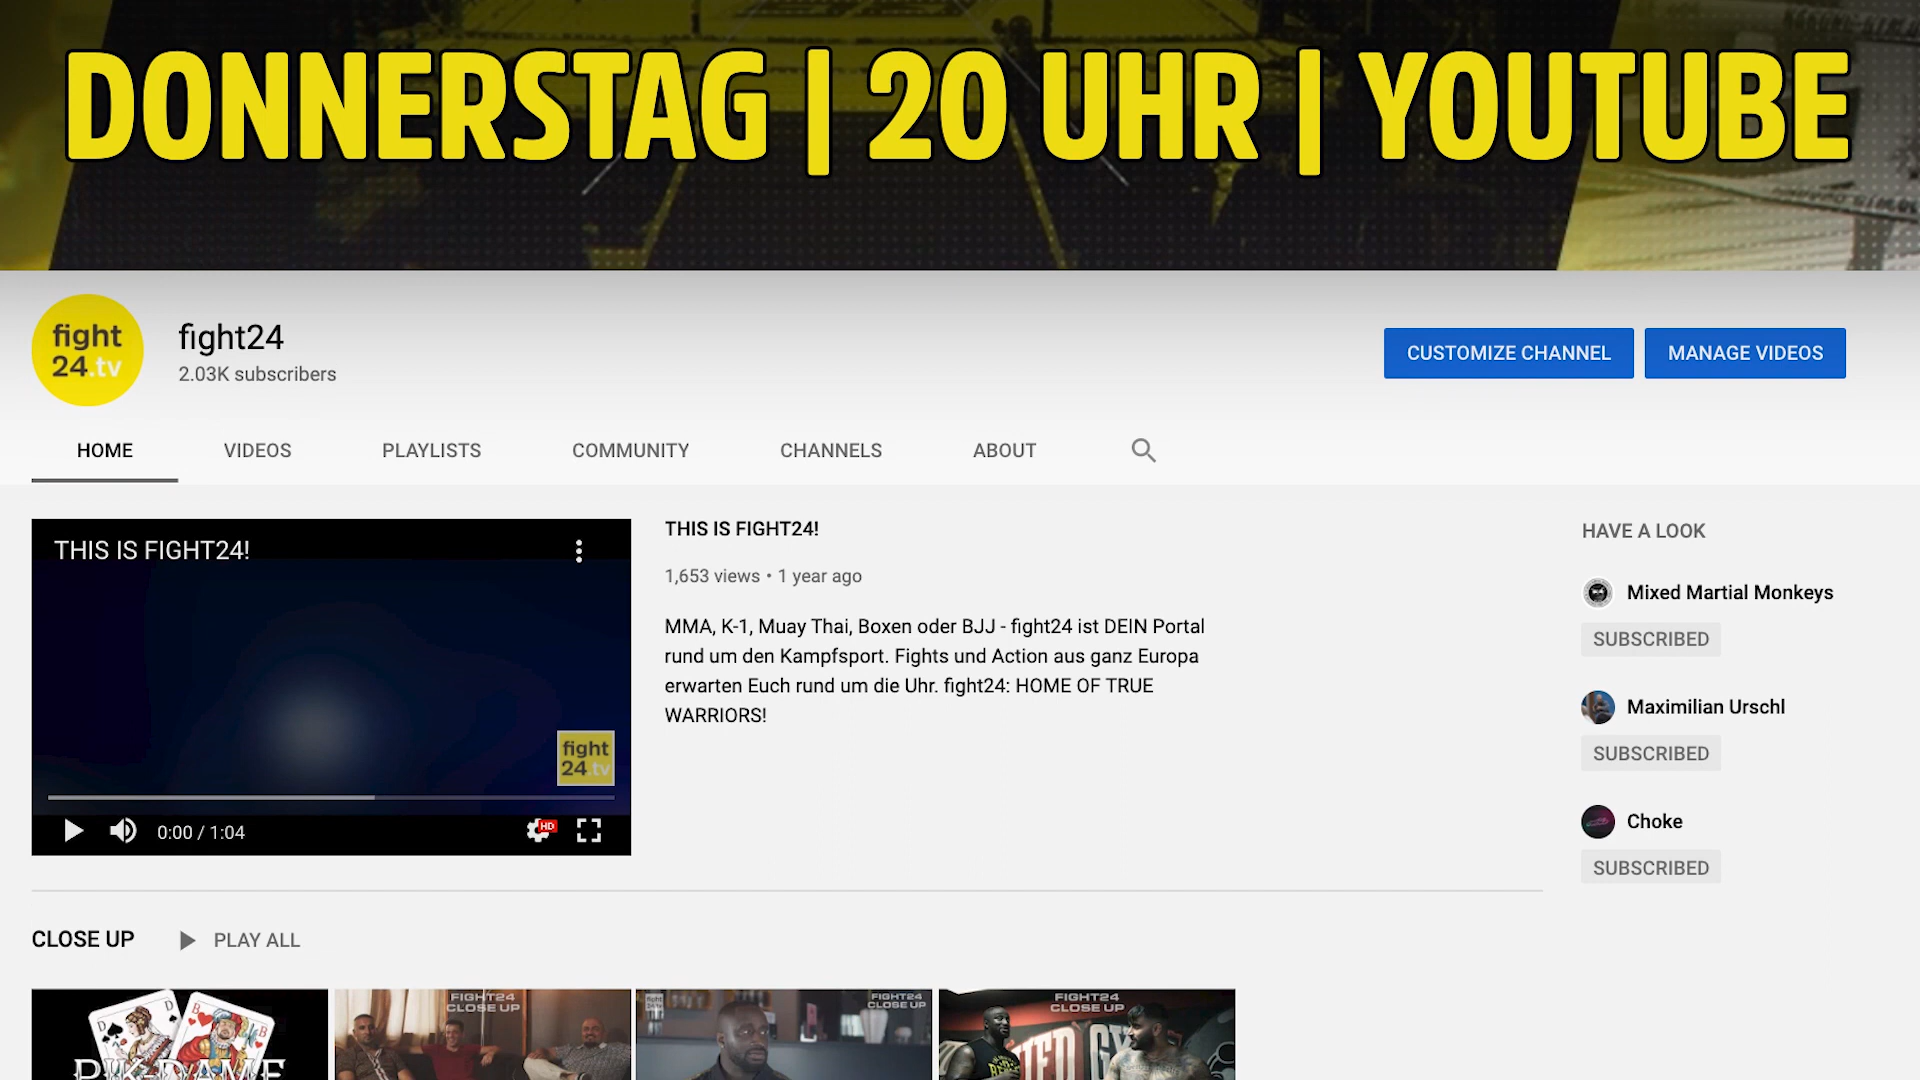 DONNERSTAG | 20 UHR | YOUTUBE
fight
24.tv
fight24
2.03K subscribers
CUSTOMIZE CHANNEL
MANAGE VIDEOS
HOME
VIDEOS
PLAYLISTS
COMMUNITY
CHANNELS
ABOUT
THIS IS FIGHT24!
fight
24.tv
0:00 / 1:04
HD
THIS IS FIGHT24!
1,653 views • 1 year ago
MMA, K-1, Muay Thai, Boxen oder BJJ - fight24 ist DEIN Portal
rund um den Kampfsport. Fights und Action aus ganz Europa
erwarten Euch rund um die Uhr. fight24: HOME OF TRUE
WARRIORS!
HAVE A LOOK
Mixed Martial Monkeys
SUBSCRIBED
Maximilian Urschl
SUBSCRIBED
Choke
SUBSCRIBED
CLOSE UP
PLAY ALL
D
D
B
B
PIK-DAME
FIGHT24
CLOSE UP
FIGHT24
CLOSE UP
FIGHT24
CLOSE UP